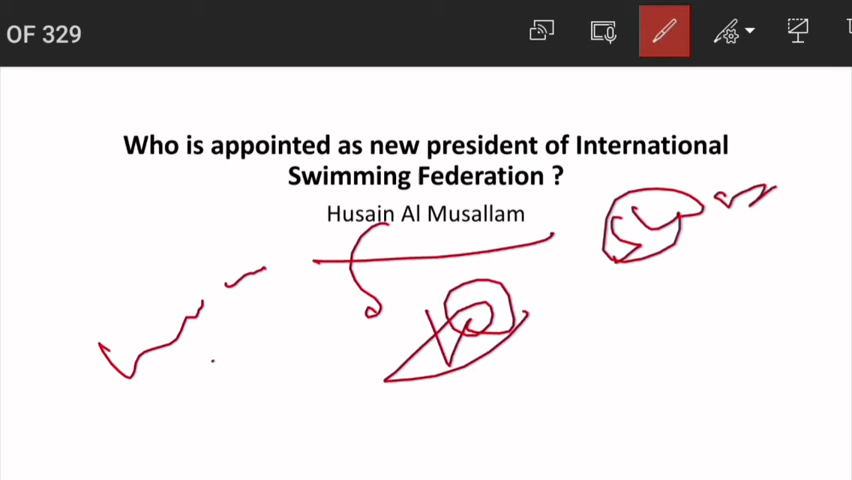 OF 329
Who is appointed as new president of International
Swimming Federation ?
Husain Al Musallam